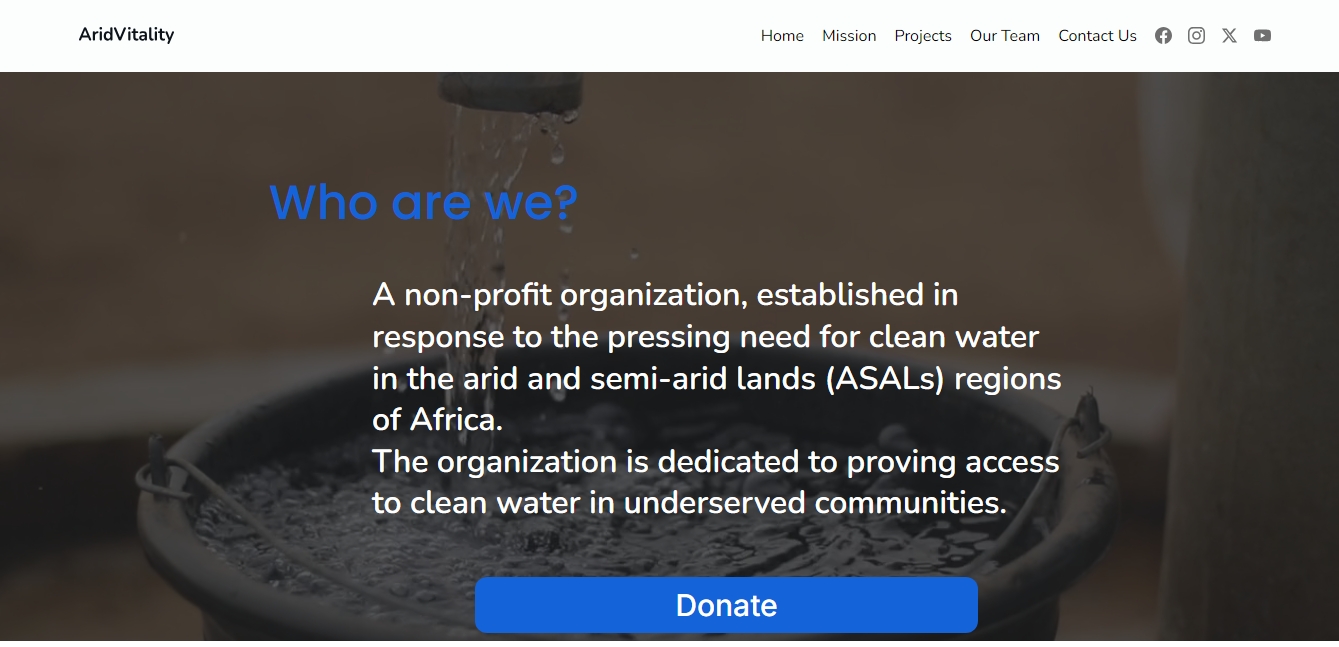 AridVitality
Home Mission Projects Our Team Contact Us
Who are we?
A non-profit organization, established in
response to the pressing need for clean water
in the arid and semi-arid lands (ASALs) regions
of Africa.
The organization is dedicated to proving access
to clean water in underserved communities.
Donate